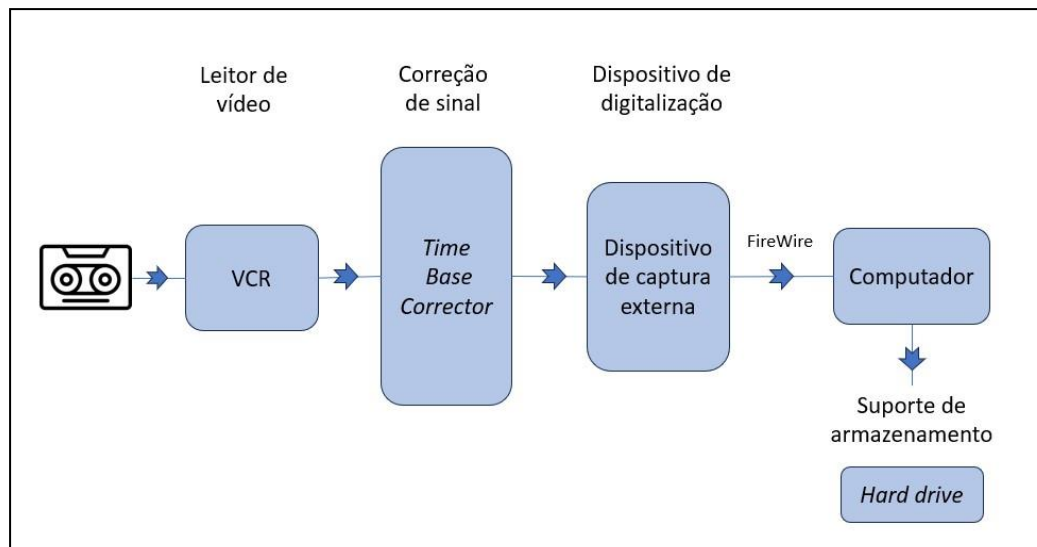 Leitor de
vídeo
Correção
de sinal
Dispositivo de
digitalização
VCR
Time
Base
Corrector
Dispositivo
de captura
externa
FireWire
Computador
Suporte de
armazenamento
Hard drive